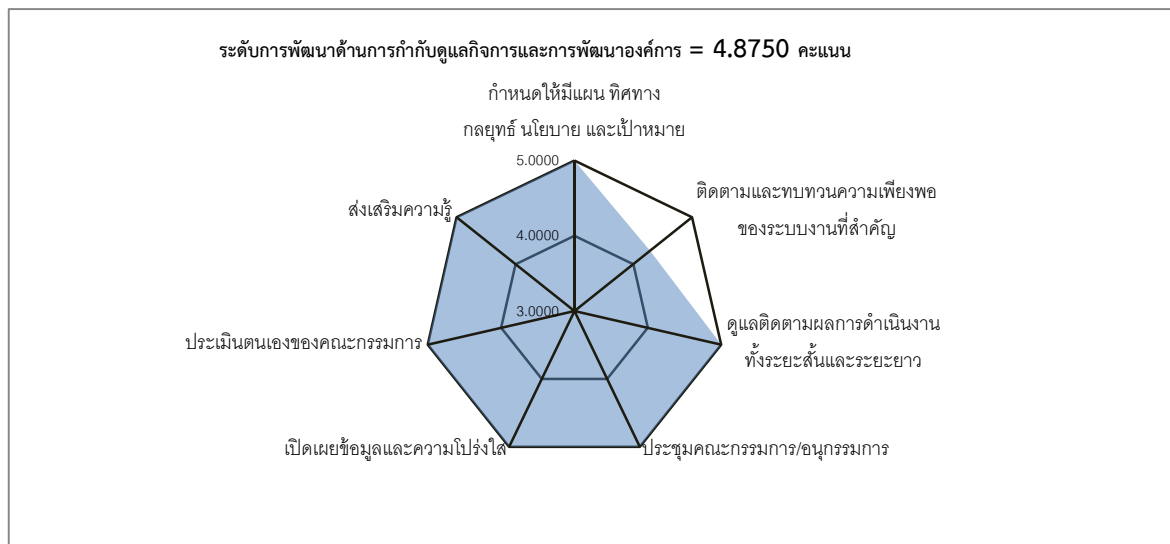 ระดับการพัฒนาด้านการกำกับดูแลกิจการและการพัฒนาองค์การ = 4.8750 คะแนน
กำหนดให้มีแผน ทิศทาง
กลยุทธ์ นโยบาย และเป้าหมาย
5.0000
ติดตามและทบทวนความเพียงพอ
ของระบบงานที่สำคัญ
ส่งเสริมความรู้
4.0000
3.0000
ดูแลติดตามผลการดำเนินงาน
ทั้งระยะสั้นและระยะยาว
ประเมินตนเองของคณะกรรมการ
เปิดเผยข้อมูลและความโปร่งใส
ประชุมคณะกรรมการ/อนุกรรมการ